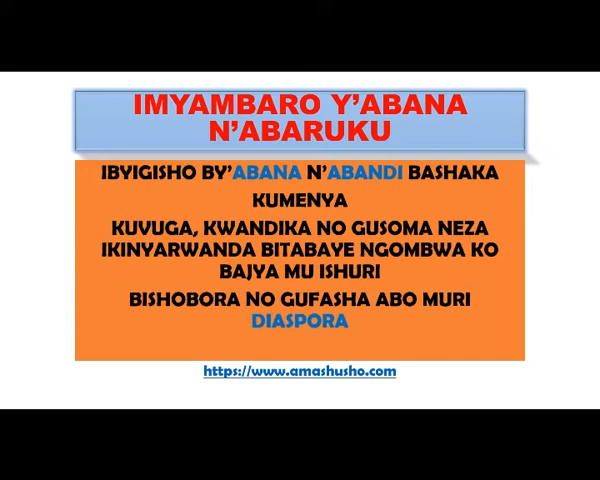 IMYAMBARO Y'ABANA
N'ABARUKU
IBYIGISHO BY'ABANA N'ABANDI BASHAKA
KUMENYA
KUVUGA, KWANDIKA NO GUSOMA NEZA
IKINYARWANDA BITABAYE NGOMBWA KO
BAJYA MU ISHURI
BISHOBORA NO GUFASHA ABO MURI
DIASPORA
https://www.amashusho.com